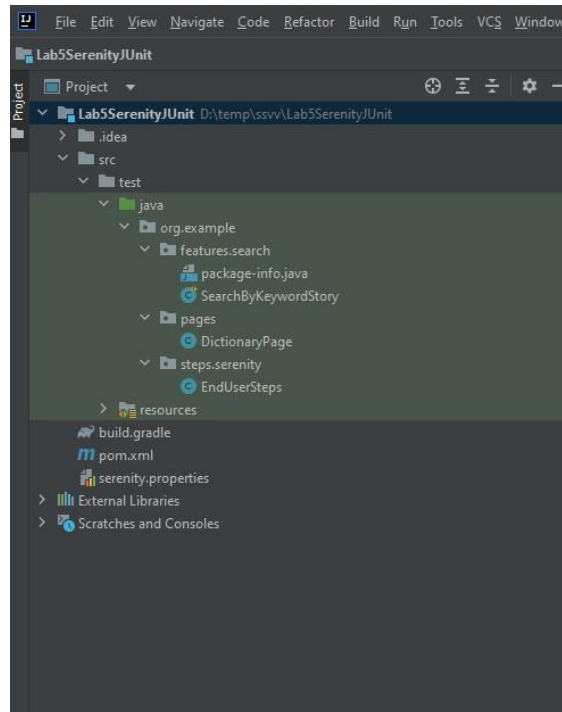 File Edit View Navigate Code Refactor Build Run Tools VCS Window
Lab5SerenityJUnit
Project
Project
Lab5SerenityJUnit D:\temp\ssvv\Lab5SerenityJUnit
.idea
src
test
java
org.example
features.search
package-info.java
SearchByKeywordStory
pages
DictionaryPage
steps.serenity
EndUserSteps
resources
build.gradle
pom.xml
serenity.properties
External Libraries
Scratches and Consoles